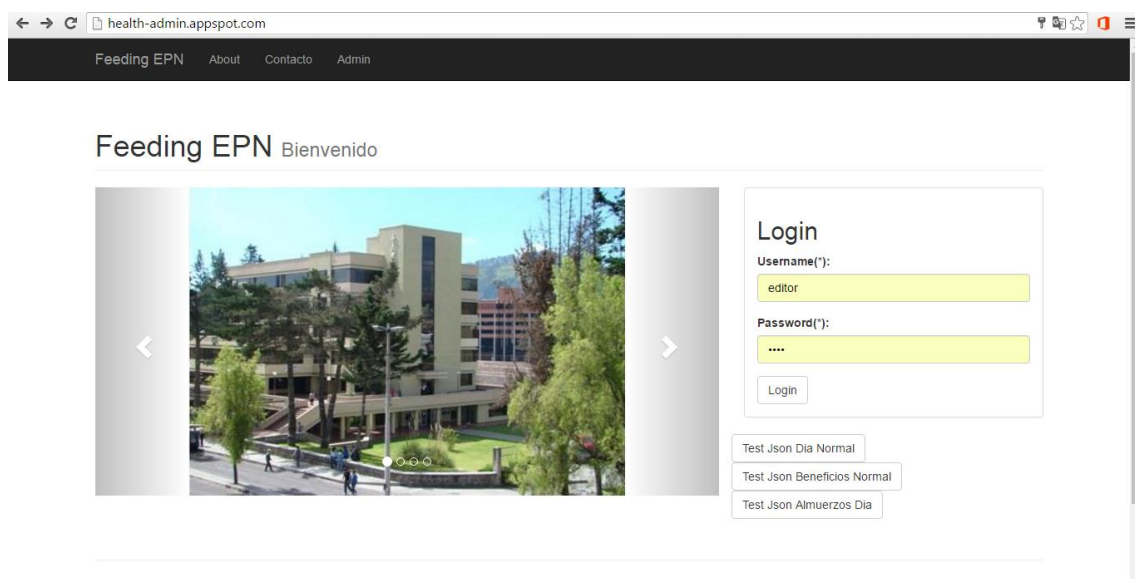 health-admin.appspot.com
Feeding EPN About Contacto Admin
Feeding EPN Bienvenido
Login
Username(*):
editor
Password(*):
Login
Test Json Dia Normal
Test Json Beneficios Normal
Test Json Almuerzos Dia